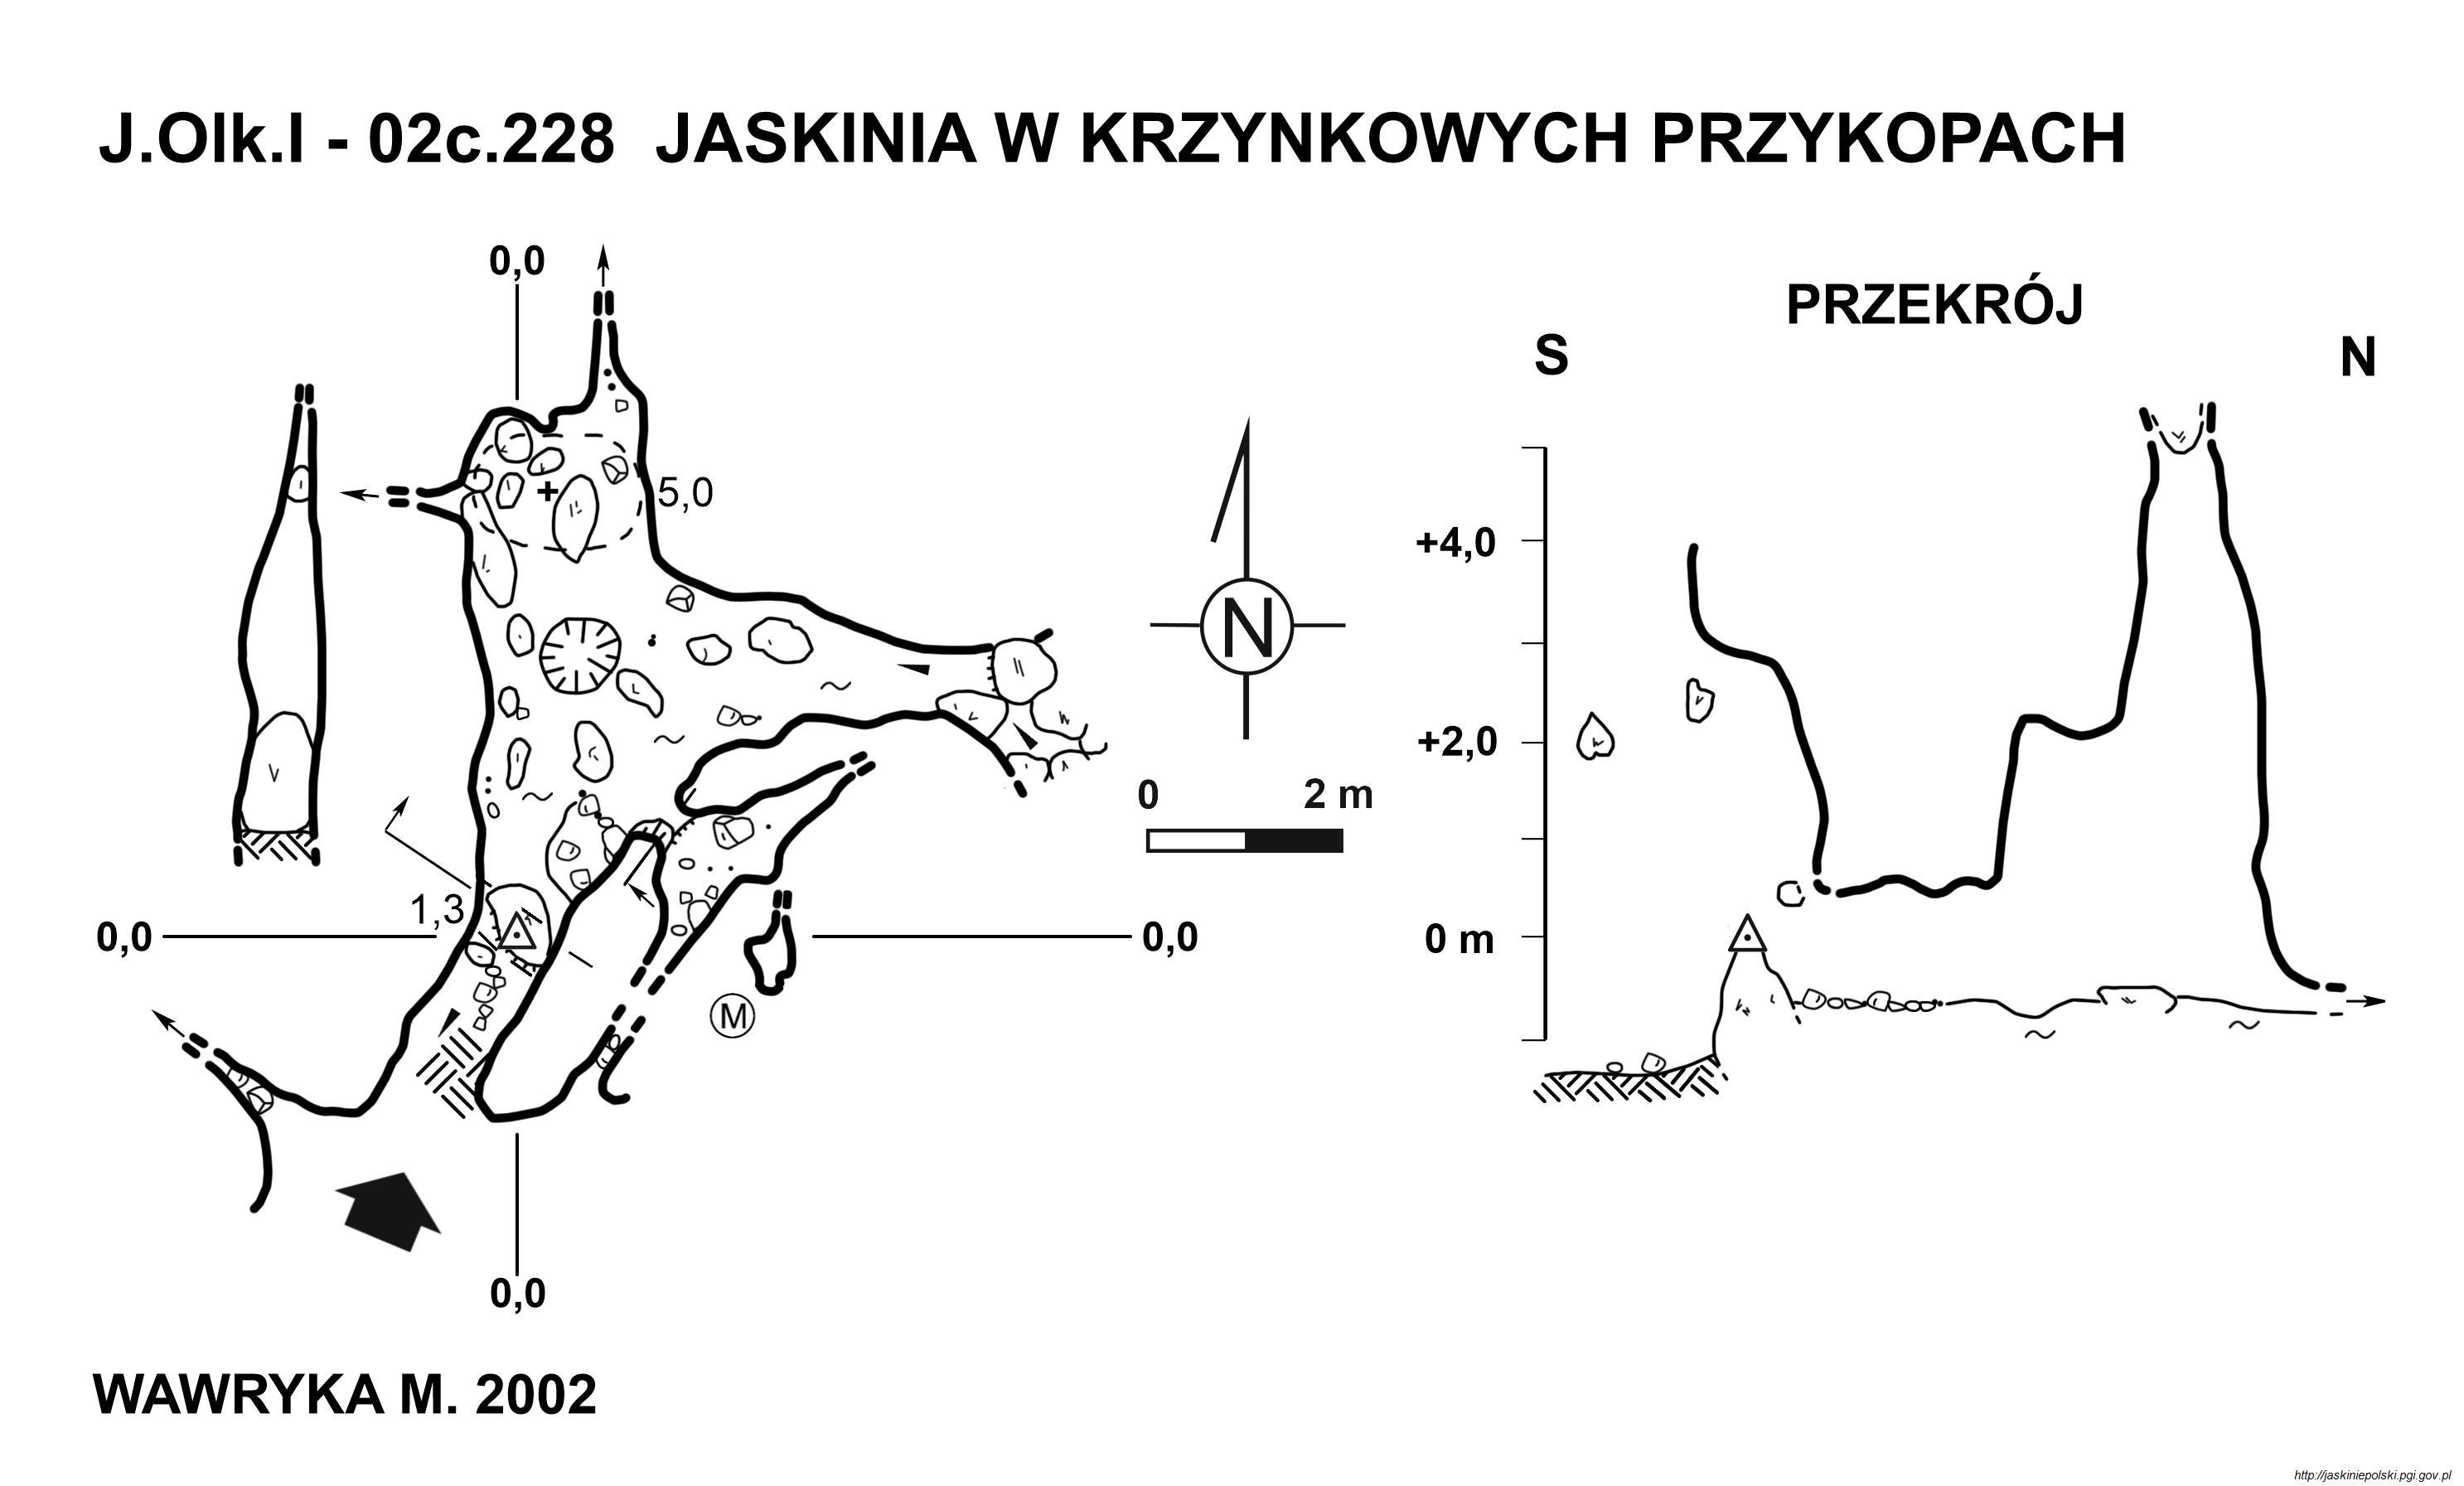 J.Olk.I - 02c.228 JASKINIA W KRZYNKOWYCH PRZYKOPACH
0,0
PRZEKRÓJ
S
N
5,0
+4,0
N
+2,0
0
2 m
1,3
0,0
0,0
0 m
M
0,0
WAWRYKA M. 2002
http://jaskiniepolski.pgi.gov.pl